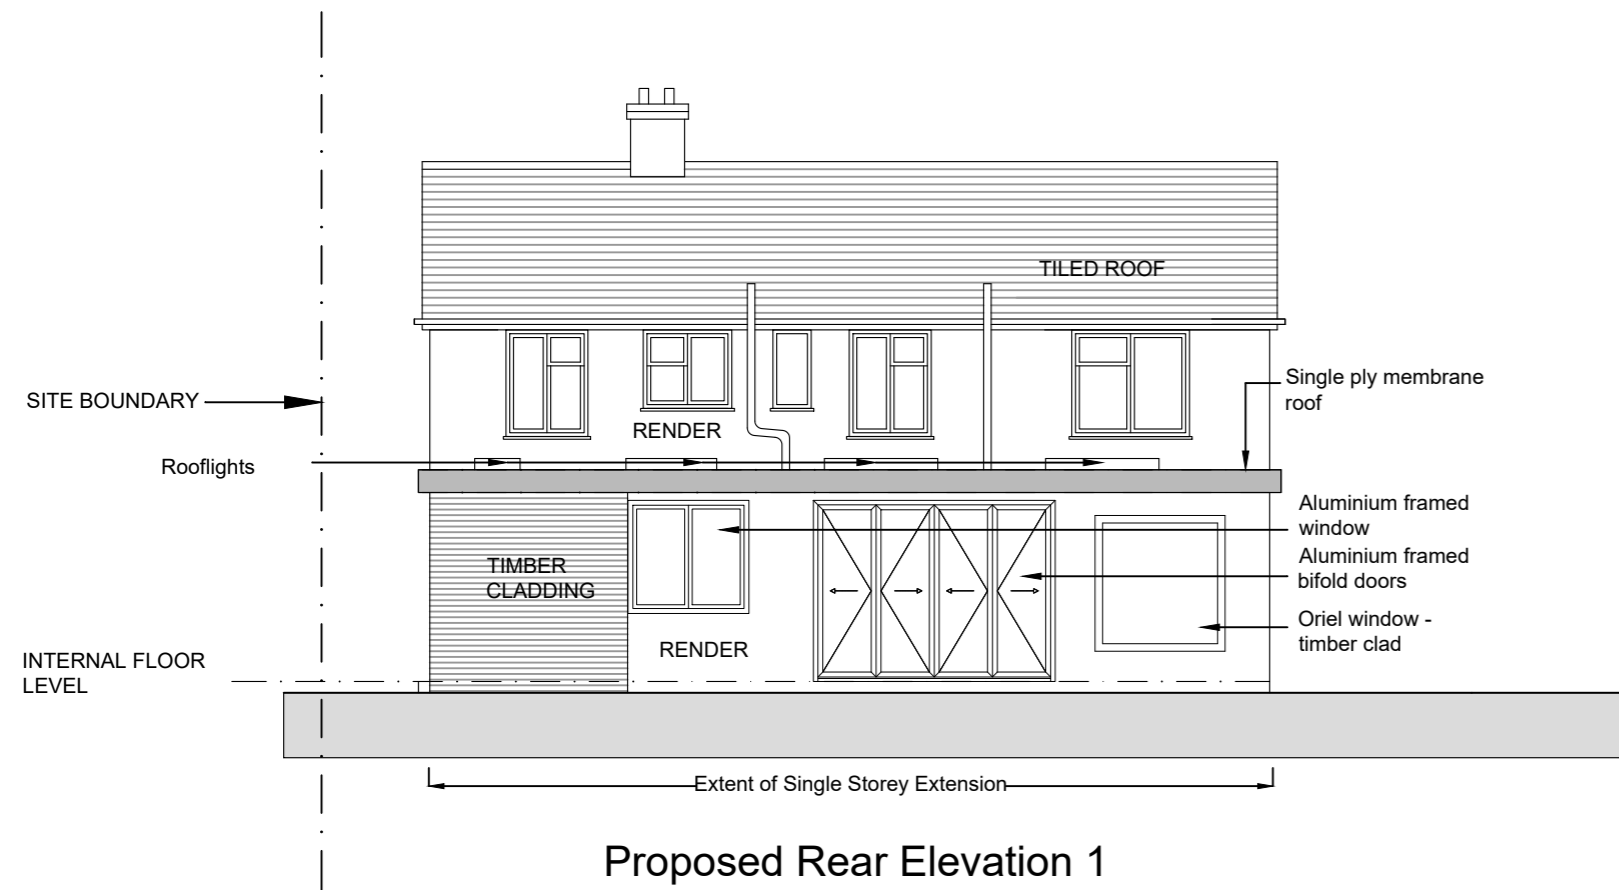 TILED ROOF
SITE BOUNDARY
Single ply membrane
roof
RENDER
Rooflights
Aluminium framed
window
TIMBER
CLADDING
Aluminium framed
bifold doors
Oriel window -
timber clad
RENDER
INTERNAL FLOOR
LEVEL
Extent of Single Storey Extension
Proposed Rear Elevation 1